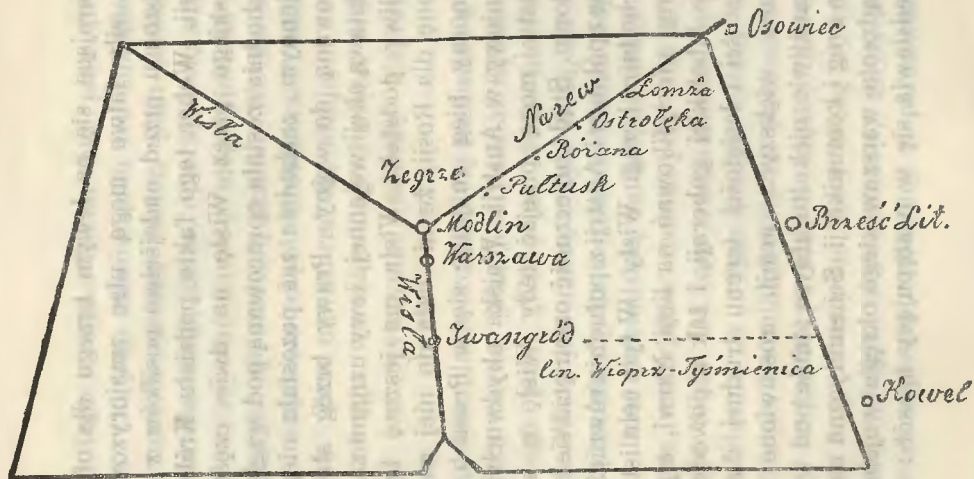 Osowiec
Łomża
Narew
Ostrołęka
Wisła
Różana
Zegrze.
Pułtusk
Modlin
Brześć Lit.
Warszawa
Wisła
Iwangród
lin. Wieprz-Tyśmienica
Kowel